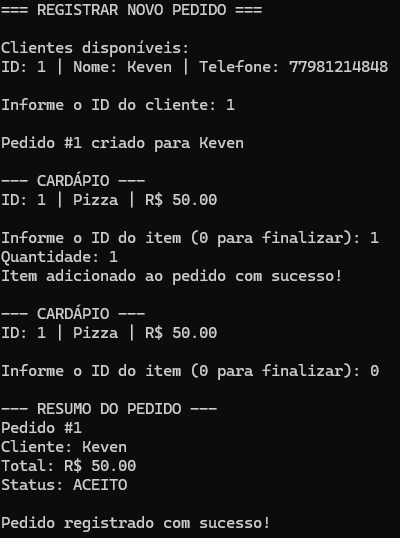 === REGISTRAR NOVO PEDIDO ===
Clientes disponíveis:
ID: 1 | Nome: Keven | Telefone: 77981214848
Informe o ID do cliente: 1
Pedido #1 criado para Keven
--- CARDÁPIO ---
ID: 1 | Pizza | R$ 50.00
Informe o ID do item (0 para finalizar): 1
Quantidade: 1
Item adicionado ao pedido com sucesso!
--- CARDÁPIO ---
ID: 1 | Pizza | R$ 50.00
Informe o ID do item (0 para finalizar): 0
--- RESUMO DO PEDIDO ---
Pedido #1
Cliente: Keven
Total: R$ 50.00
Status: ACEITO
Pedido registrado com sucesso!